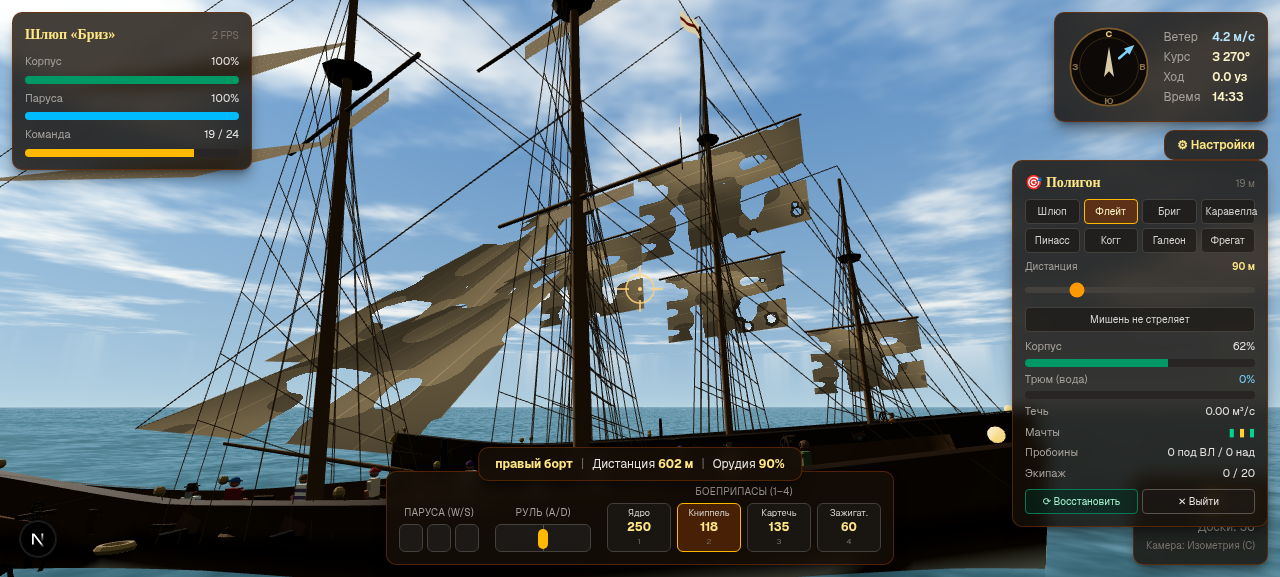 Шлюп «Бриз»
2 FPS
Корпус 100%
Паруса 100%
Команда 19 / 24
С
З В
Ю
Ветер 4.2 м/с
Курс З 270°
Ход 0.0 уз
Время 14:33
⚙ Настройки
🎯 Полигон 19 м
Шлюп Флейт Бриг Каравелла
Пинасс Когг Галеон Фрегат
Дистанция 90 м
Мишень не стреляет
Корпус 62%
Трюм (вода) 0%
Течь 0.00 м³/с
Мачты
Пробоины 0 под ВЛ / 0 над
Экипаж 0 / 20
⟳ Восстановить ✕ Выйти
Доски: 30
Камера: Изометрия (C)
правый борт | Дистанция 602 м | Орудия 90%
БОЕПРИПАСЫ (1–4)
ПАРУСА (W/S) РУЛЬ (A/D)
Ядро Книппель Картечь Зажигат.
250 118 135 60
1 2 3 4
N